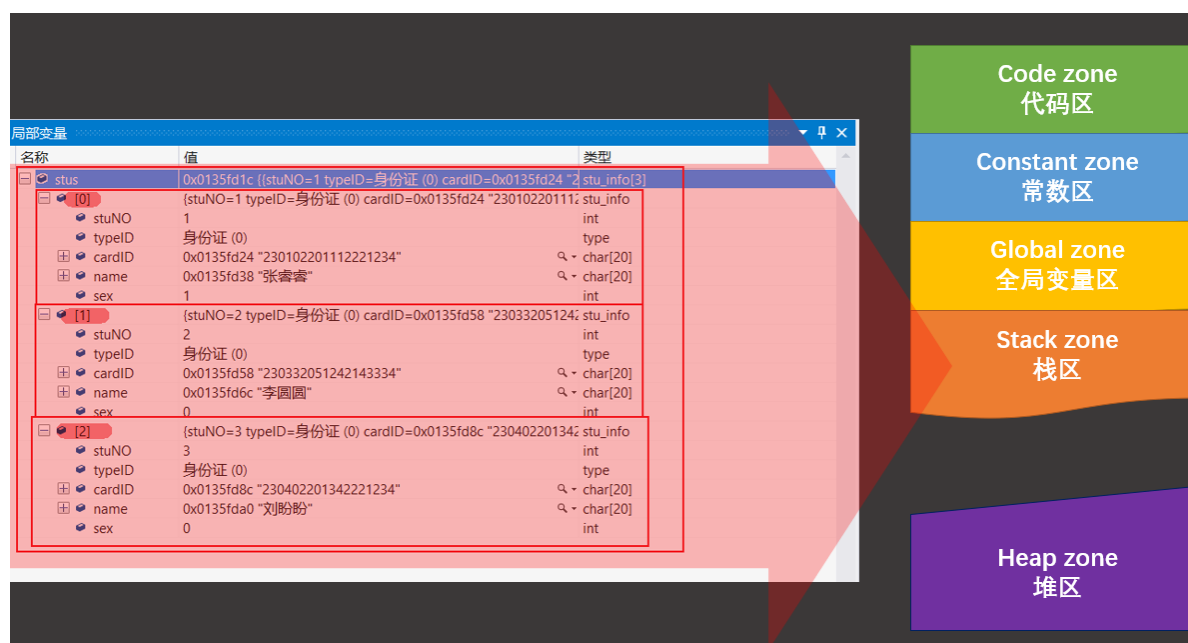 局部变量
名称 值 类型
stus 0x0135fd1c {{stuNO=1 typeID=身份证 (0) cardID=0x0135fd24 "2 stu_info[3]
[0] {stuNO=1 typeID=身份证 (0) cardID=0x0135fd24 "230102201112 stu_info
stuNO 1 int
typeID 身份证 (0) type
cardID 0x0135fd24 "230102201112221234" char[20]
name 0x0135fd38 "张睿睿" char[20]
sex 1 int
[1] {stuNO=2 typeID=身份证 (0) cardID=0x0135fd58 "230332051242 stu_info
stuNO 2 int
typeID 身份证 (0) type
cardID 0x0135fd58 "230332051242143334" char[20]
name 0x0135fd6c "李圆圆" char[20]
sex 0 int
[2] {stuNO=3 typeID=身份证 (0) cardID=0x0135fd8c "230402201342 stu_info
stuNO 3 int
typeID 身份证 (0) type
cardID 0x0135fd8c "230402201342221234" char[20]
name 0x0135fda0 "刘盼盼" char[20]
sex 0 int
Code zone
代码区
Constant zone
常数区
Global zone
全局变量区
Stack zone
栈区
Heap zone
堆区